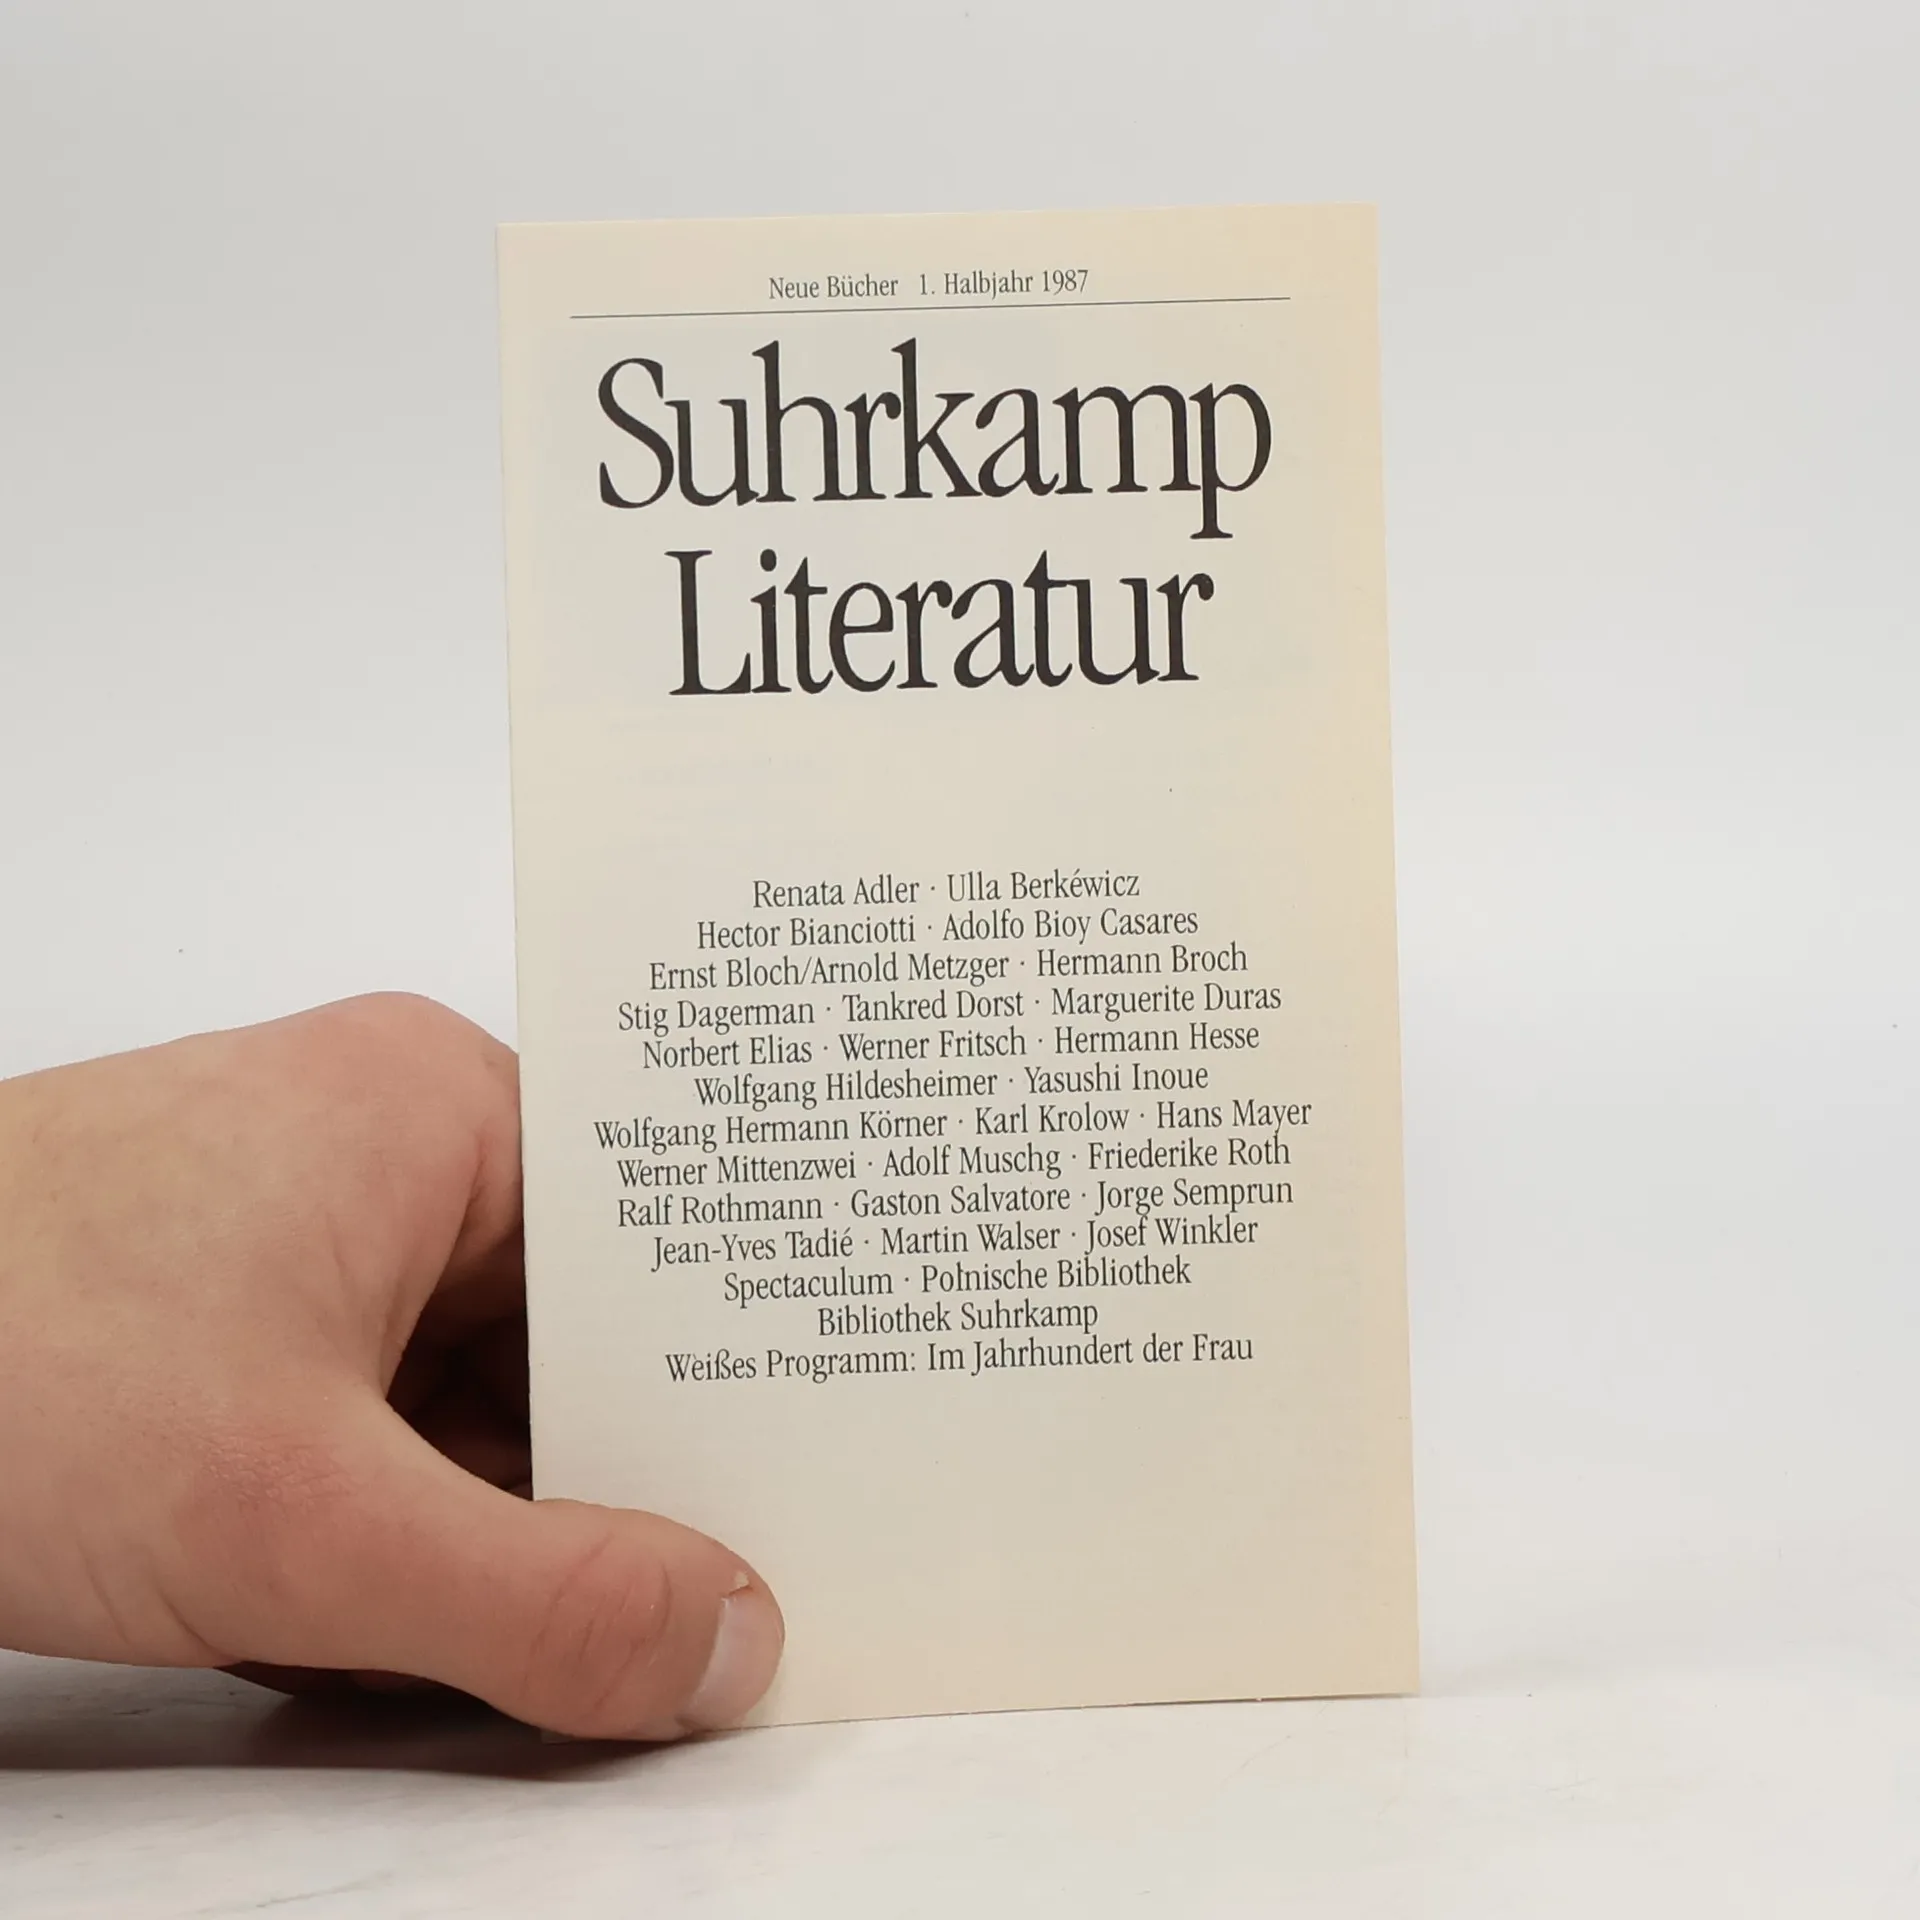 Neue Bücher 1. Halbjahr 1987
Suhrkamp
Literatur
Renata Adler · Ulla Berkéwicz
Hector Bianciotti · Adolfo Bioy Casares
Ernst Bloch/Arnold Metzger · Hermann Broch
Stig Dagerman · Tankred Dorst · Marguerite Duras
Norbert Elias · Werner Fritsch · Hermann Hesse
Wolfgang Hildesheimer · Yasushi Inoue
Wolfgang Hermann Körner · Karl Krolow · Hans Mayer
Werner Mittenzwei · Adolf Muschg · Friederike Roth
Ralf Rothmann · Gaston Salvatore · Jorge Semprun
Jean-Yves Tadié · Martin Walser · Josef Winkler
Spectaculum · Polnische Bibliothek
Bibliothek Suhrkamp
Weißes Programm: Im Jahrhundert der Frau